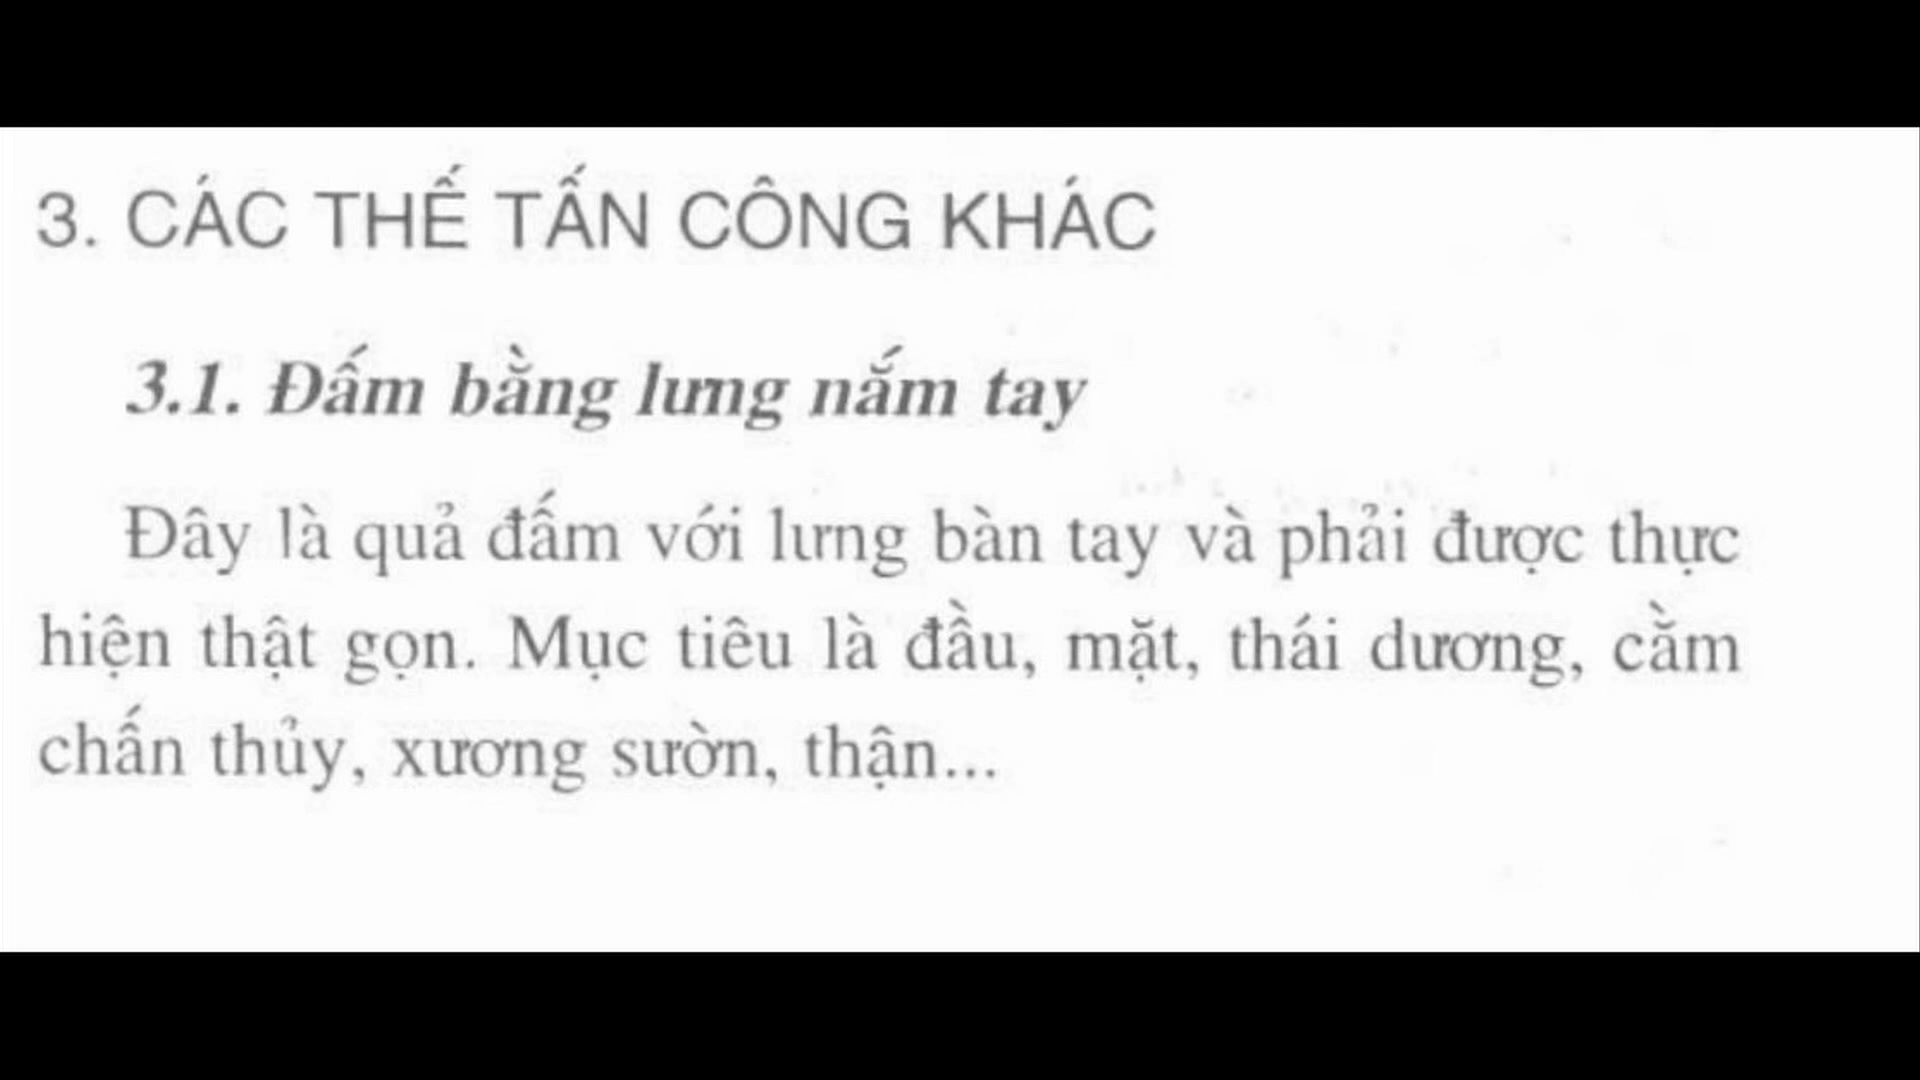 3. CÁC THẾ TẤN CÔNG KHÁC
3.1. Đấm bằng lưng nắm tay
Đây là quả đấm với lưng bàn tay và phải được thực
hiện thật gọn. Mục tiêu là đầu, mặt, thái dương, cằm
chấn thủy, xương sườn, thận...